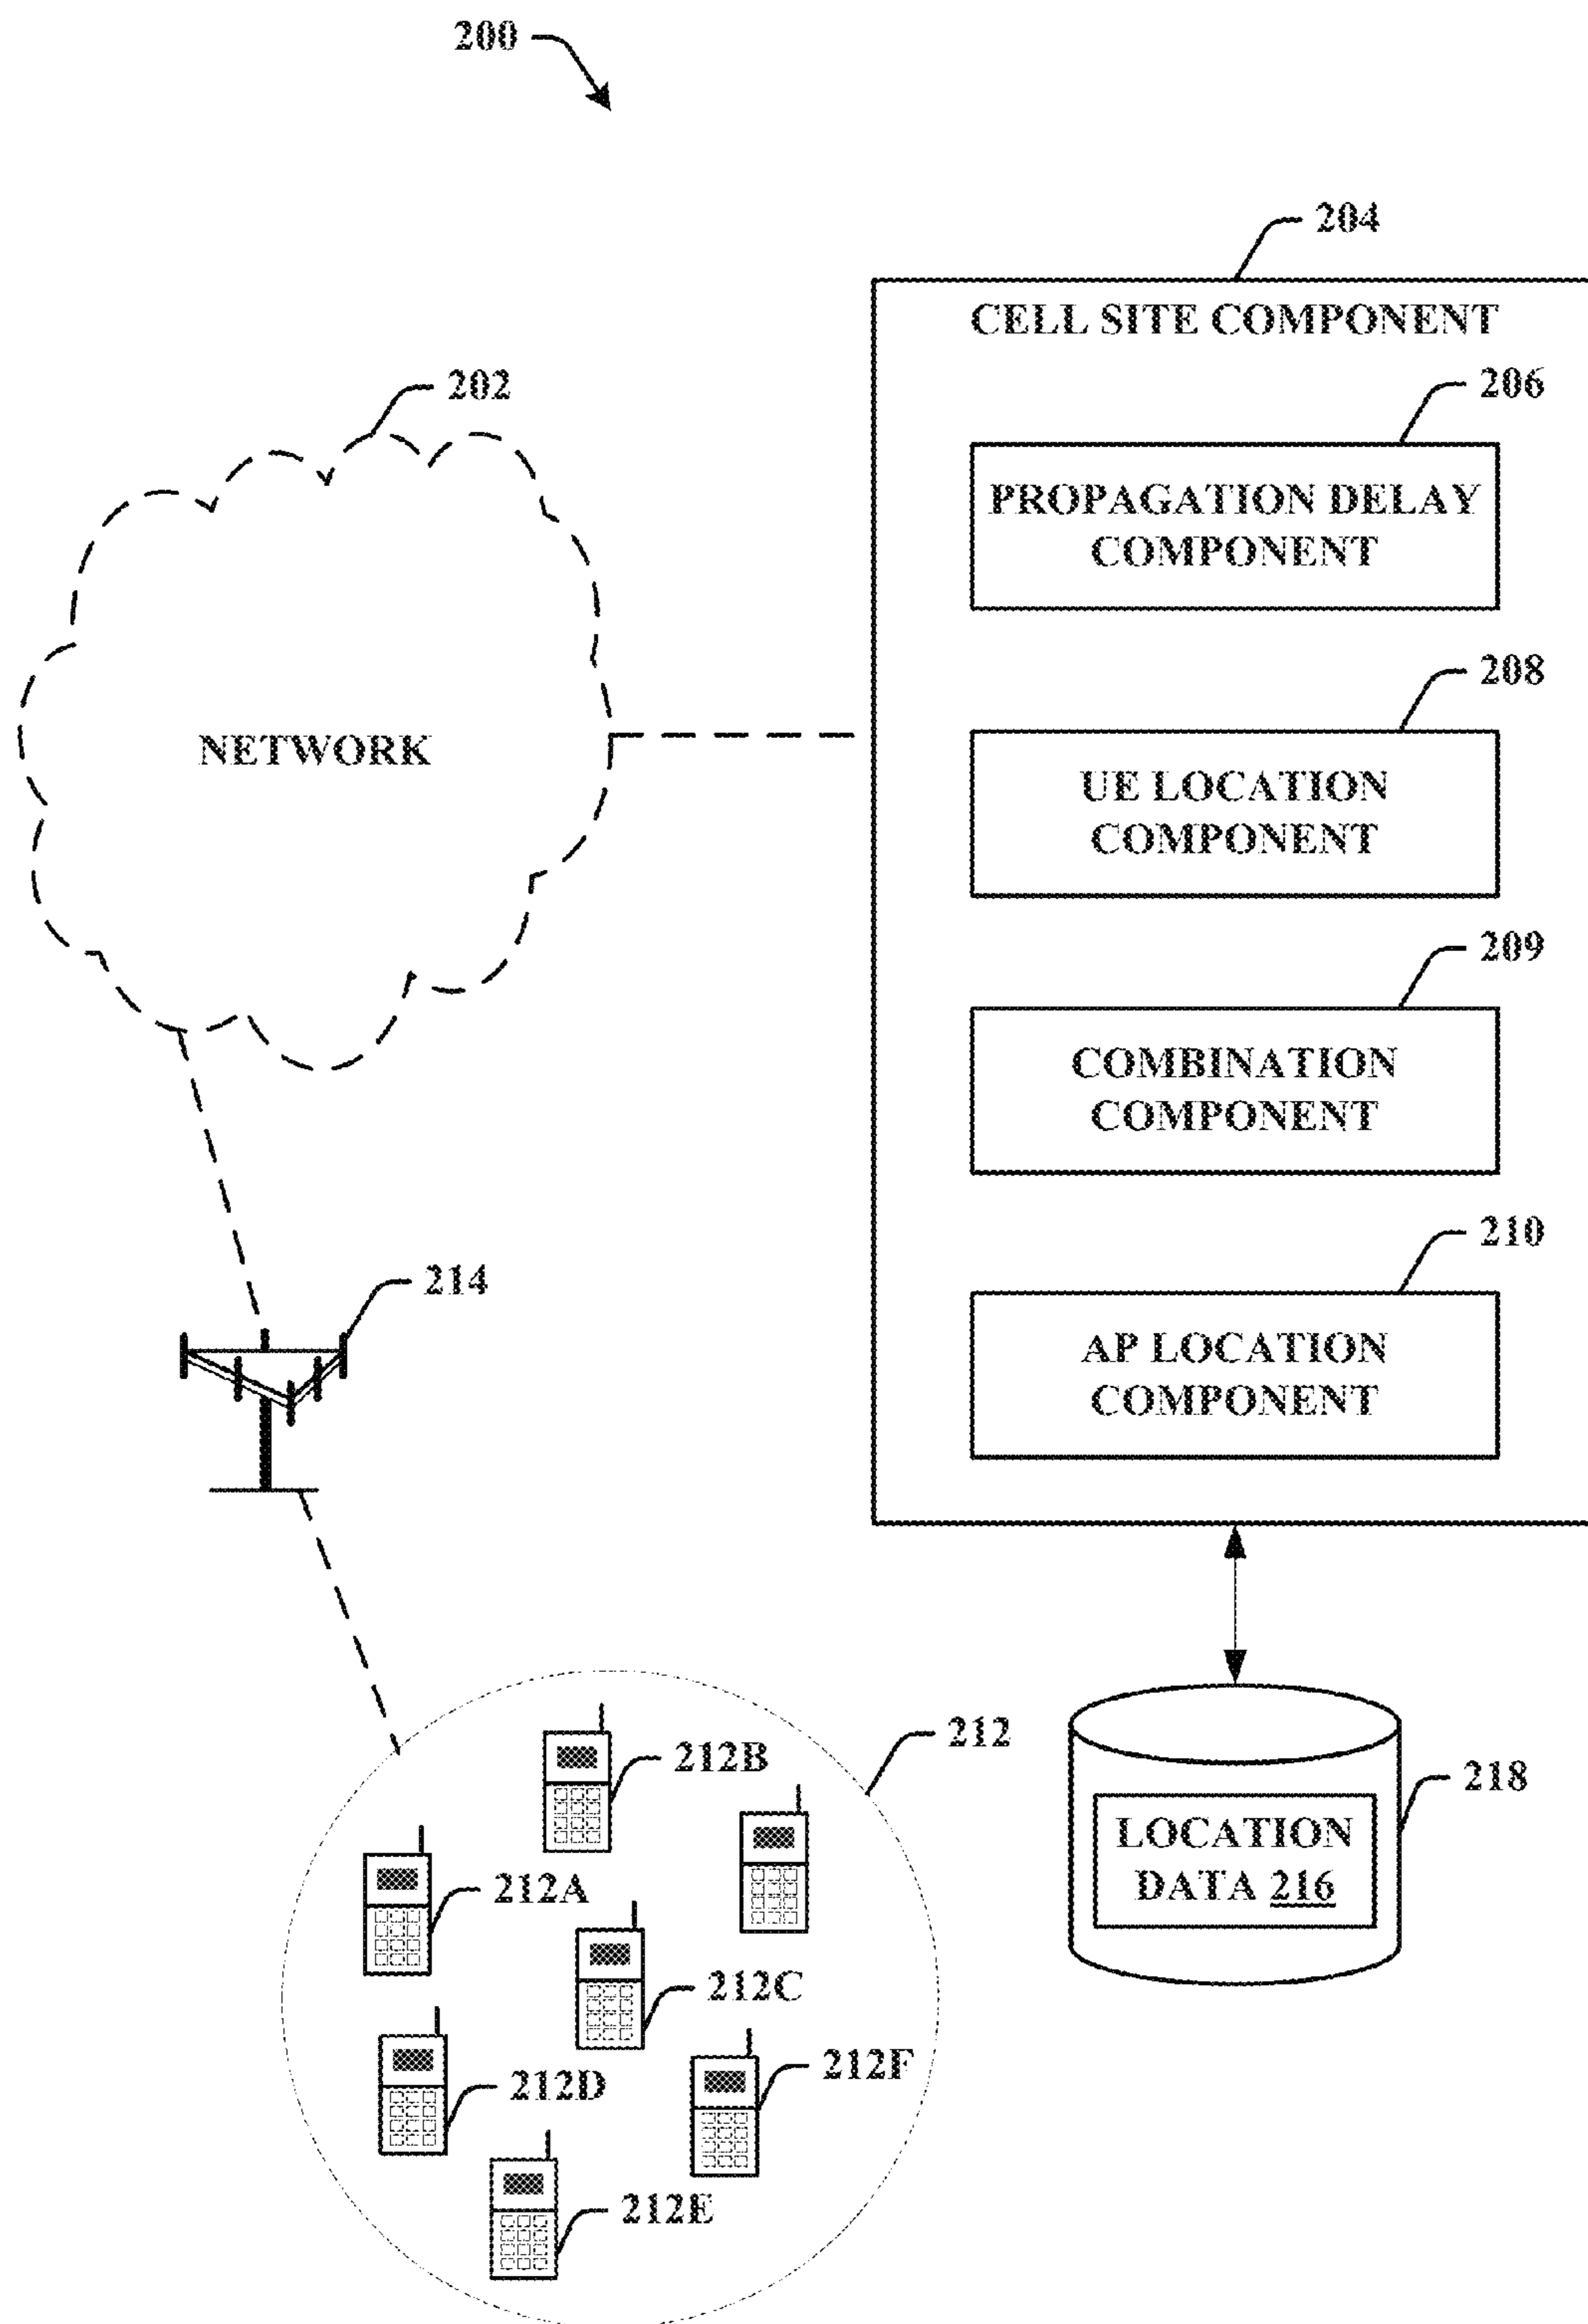 200
204
CELL SITE COMPONENT
202
206
PROPAGATION DELAY
COMPONENT
208
NETWORK
UE LOCATION
COMPONENT
209
COMBINATION
COMPONENT
210
214
AP LOCATION
COMPONENT
212
212B
218
LOCATION
DATA 216
212A
212C
212D
212F
212E